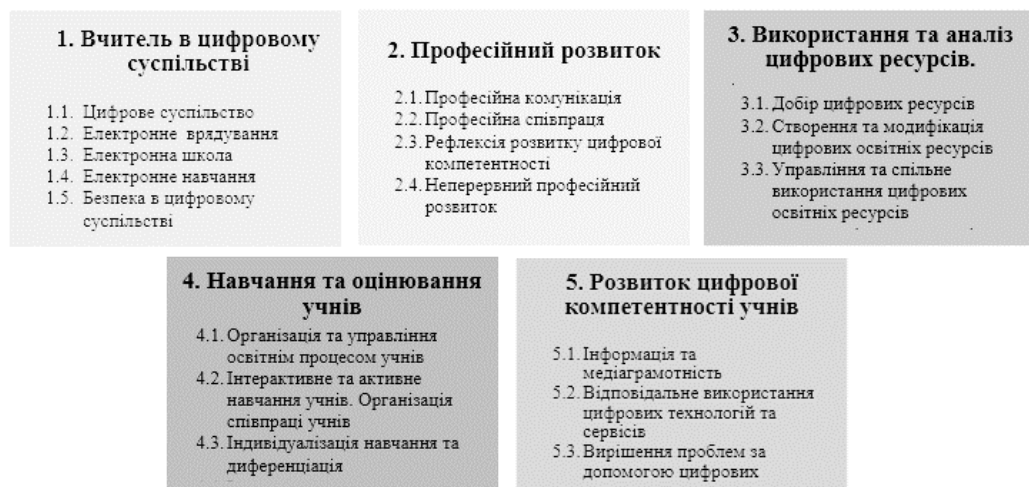 1. Вчитель в цифровому
суспільстві
1.1. Цифрове суспільство
1.2. Електронне врядування
1.3. Електронна школа
1.4. Електронне навчання
1.5. Безпека в цифровому
суспільстві
2. Професійний розвиток
2.1. Професійна комунікація
2.2. Професійна співпраця
2.3. Рефлексія розвитку цифрової
компетентності
2.4. Неперервний професійний
розвиток
3. Використання та аналіз
цифрових ресурсів.
3.1. Добір цифрових ресурсів
3.2. Створення та модифікація
цифрових освітніх ресурсів
3.3. Управління та спільне
використання цифрових
освітніх ресурсів
4. Навчання та оцінювання
учнів
4.1. Організація та управління
освітнім процесом учнів
4.2. Інтерактивне та активне
навчання учнів. Організація
співпраці учнів
4.3. Індивідуалізація навчання та
диференціація
5. Розвиток цифрової
компетентності учнів
5.1. Інформація та
медіаграмотність
5.2. Відповідальне використання
цифрових технологій та
сервісів
5.3. Вирішення проблем за
допомогою цифрових